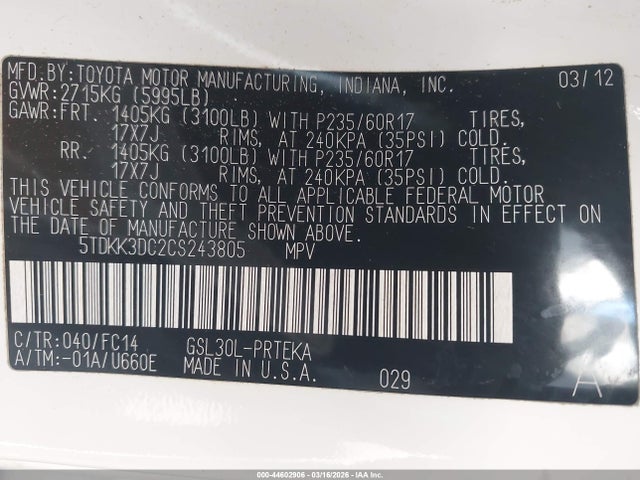 MFD.BY:TOYOTA MOTOR MANUFACTURING, INDIANA, INC. 03/12
GVWR:2715KG (5995LB)
GAWR:FRT. 1405KG (3100LB) WITH P235/60R17 TIRES,
17X7J RIMS, AT 240KPA (35PSI) COLD.
RR. 1405KG (3100LB) WITH P235/60R17 TIRES,
17X7J RIMS, AT 240KPA (35PSI) COLD.
THIS VEHICLE CONFORMS TO ALL APPLICABLE FEDERAL MOTOR
VEHICLE SAFETY AND THEFT PREVENTION STANDARDS IN EFFECT ON
THE DATE OF MANUFACTURE SHOWN ABOVE.
5TDKK3DC2CS243805 MPV
C/TR:040/FC14 GSL30L-PRTEKA
A/TM:-01A/U660E MADE IN U.S.A. 029 A
000-44602906 - 03/16/2026 - IAA, Inc.